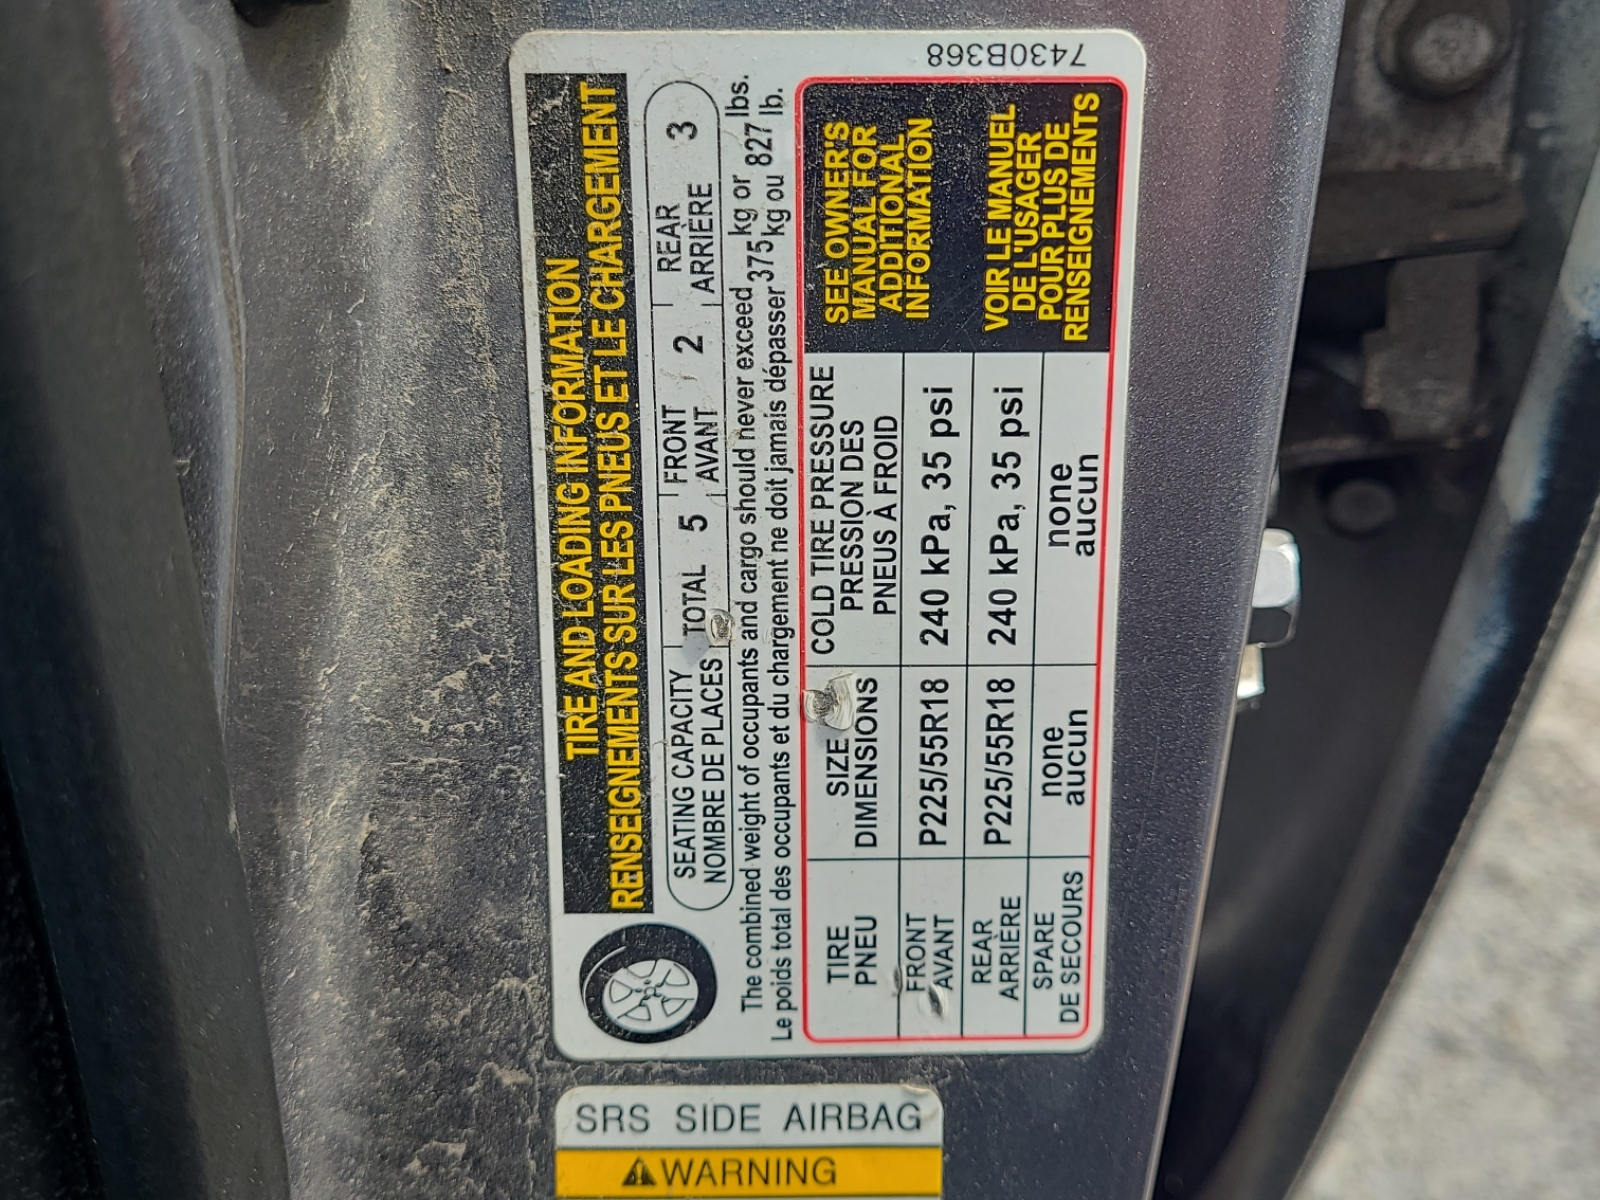 7430B368
TIRE AND LOADING INFORMATION
RENSEIGNEMENTS SUR LES PNEUS ET LE CHARGEMENT
SEATING CAPACITY TOTAL 5 FRONT 2 REAR 3
NOMBRE DE PLACES AVANT ARRIÈRE
The combined weight of occupants and cargo should never exceed 375 kg or 827 lbs.
Le poids total des occupants et du chargement ne doit jamais dépasser 375 kg ou 827 lb.
TIRE
PNEU
SIZE
DIMENSIONS
COLD TIRE PRESSURE
PRESSION DES
PNEUS À FROID
FRONT
AVANT
P225/55R18
240 kPa, 35 psi
REAR
ARRIÈRE
P225/55R18
240 kPa, 35 psi
SPARE
DE SECOURS
none
aucun
none
aucun
SEE OWNER'S
MANUAL FOR
ADDITIONAL
INFORMATION
VOIR LE MANUEL
DE L'USAGER
POUR PLUS DE
RENSEIGNEMENTS
SRS SIDE AIRBAG
WARNING